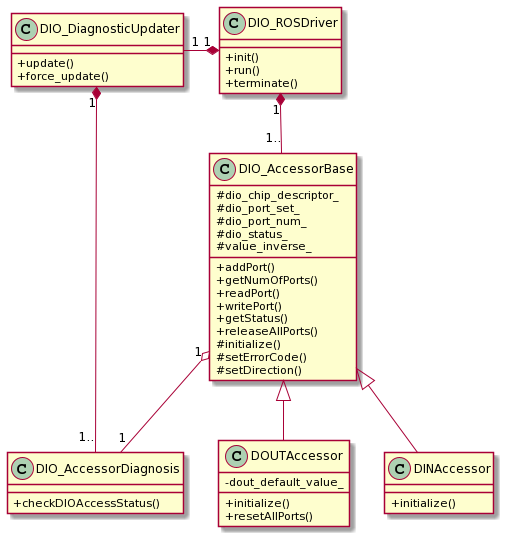 C DIO_DiagnosticUpdater
+update()
+force_update()
1 1
C DIO_ROSDriver
+init()
+run()
+terminate()
1
1
1..
C DIO_AccessorBase
#dio_chip_descriptor_
#dio_port_set_
#dio_port_num_
#dio_status_
#value_inverse_
+addPort()
+getNumOfPorts()
+readPort()
+writePort()
+getStatus()
+releaseAllPorts()
#initialize()
#setErrorCode()
#setDirection()
1
1..
1
C DIO_AccessorDiagnosis
+checkDIOAccessStatus()
C DOUTAccessor
-dout_default_value_
+initialize()
+resetAllPorts()
C DINAccessor
+initialize()